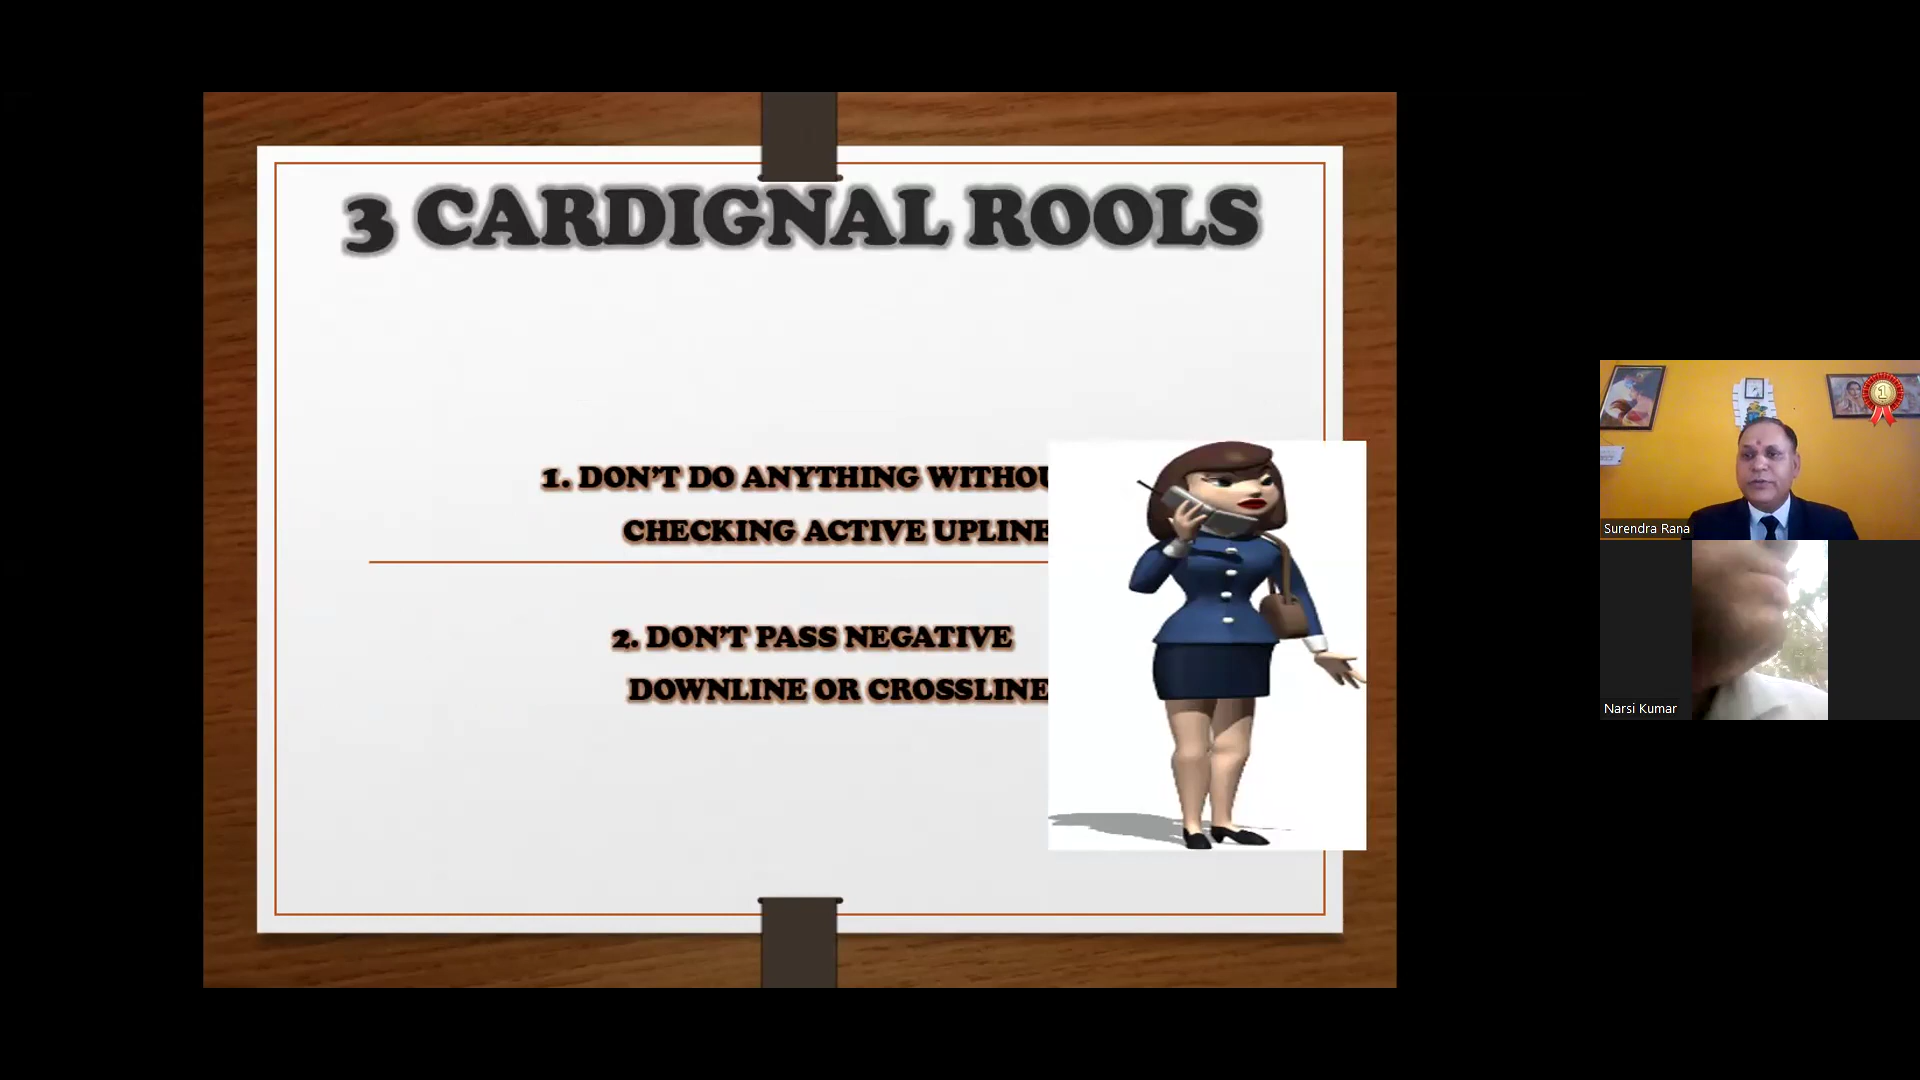 3 CARDIGNAL ROOLS
1. DON'T DO ANYTHING WITHOU
CHECKING ACTIVE UPLINE
2. DON'T PASS NEGATIVE
DOWNLINE OR CROSSLINE
1
Surendra Rana
Narsi Kumar